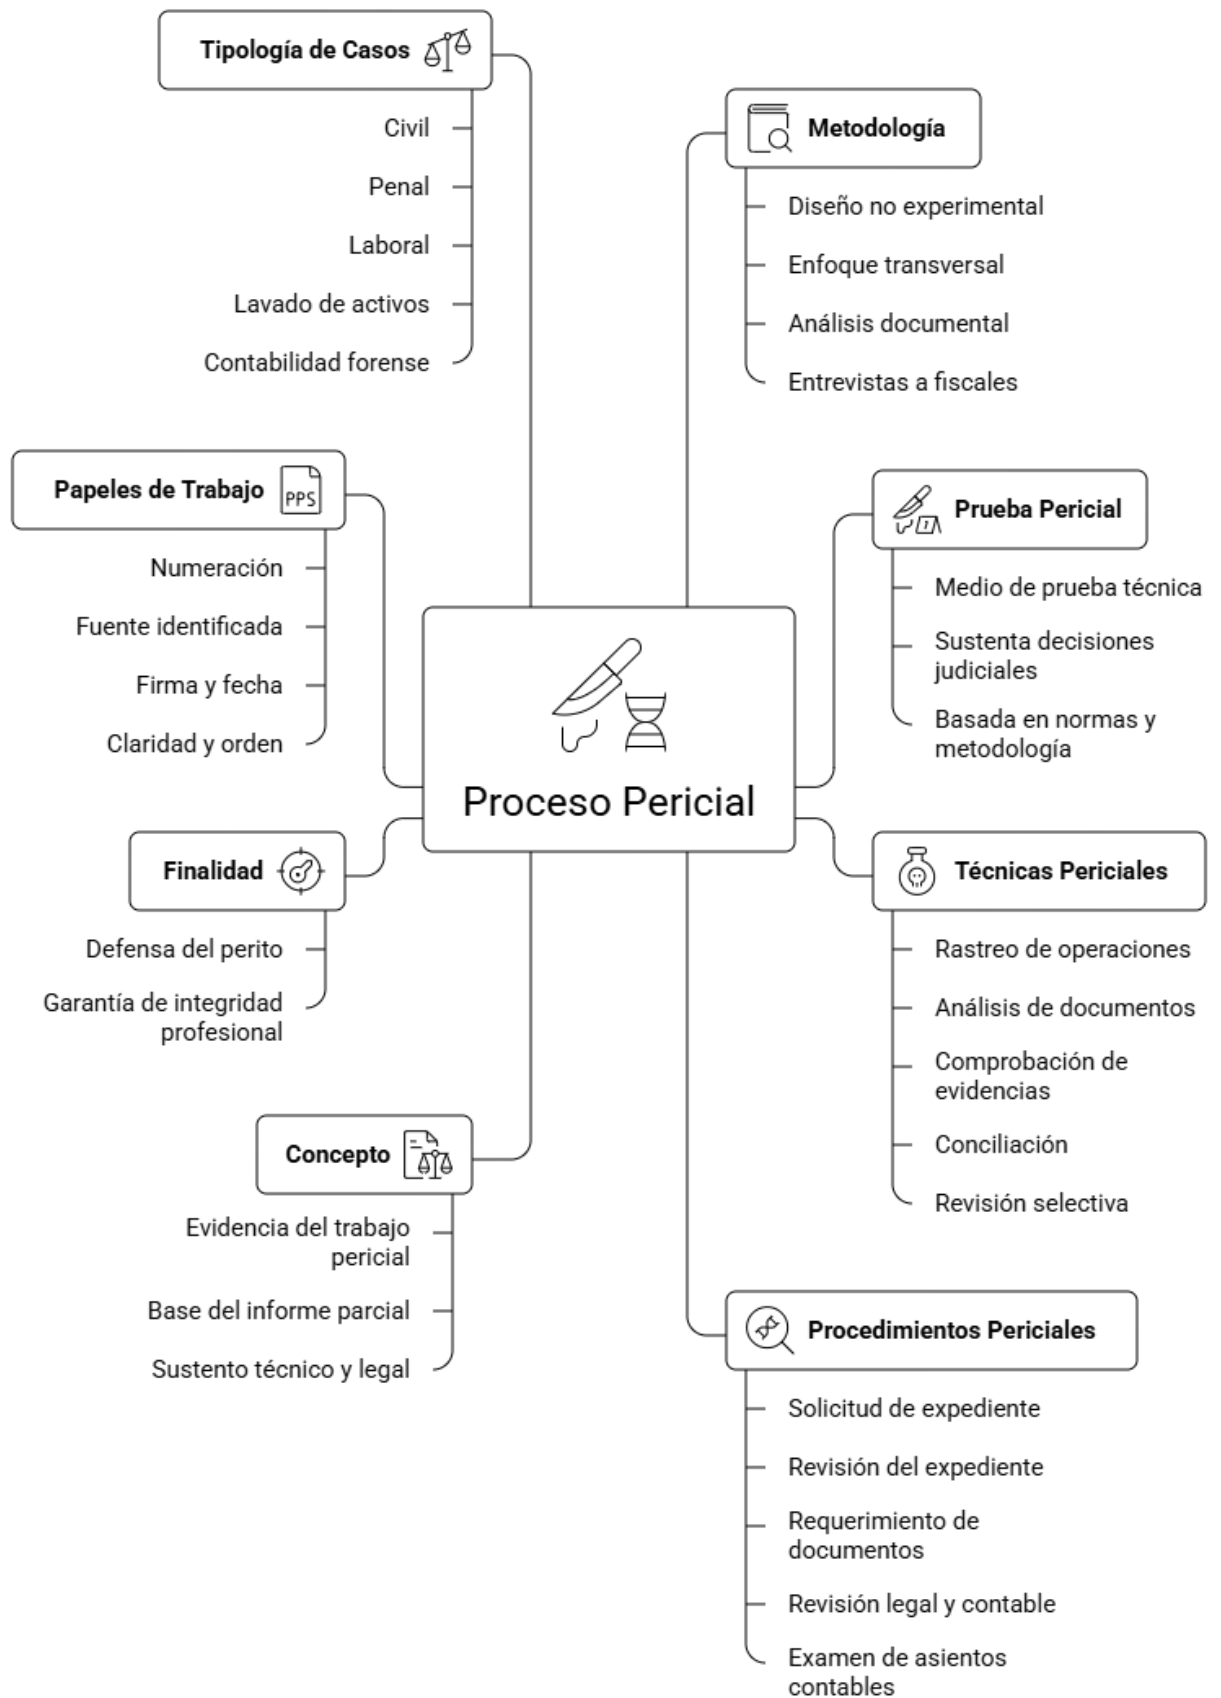 Tipología de Casos
Civil
Penal
Laboral
Lavado de activos
Contabilidad forense
Metodología
Diseño no experimental
Enfoque transversal
Análisis documental
Entrevistas a fiscales
Papeles de Trabajo
PPS
Numeración
Fuente identificada
Firma y fecha
Claridad y orden
Prueba Pericial
Medio de prueba técnica
Sustenta decisiones
judiciales
Basada en normas y
metodología
Proceso Pericial
Finalidad
Defensa del perito
Garantía de integridad
profesional
Técnicas Periciales
Rastreo de operaciones
Análisis de documentos
Comprobación de
evidencias
Conciliación
Revisión selectiva
Concepto
Evidencia del trabajo
pericial
Base del informe parcial
Sustento técnico y legal
Procedimientos Periciales
Solicitud de expediente
Revisión del expediente
Requerimiento de
documentos
Revisión legal y contable
Examen de asientos
contables